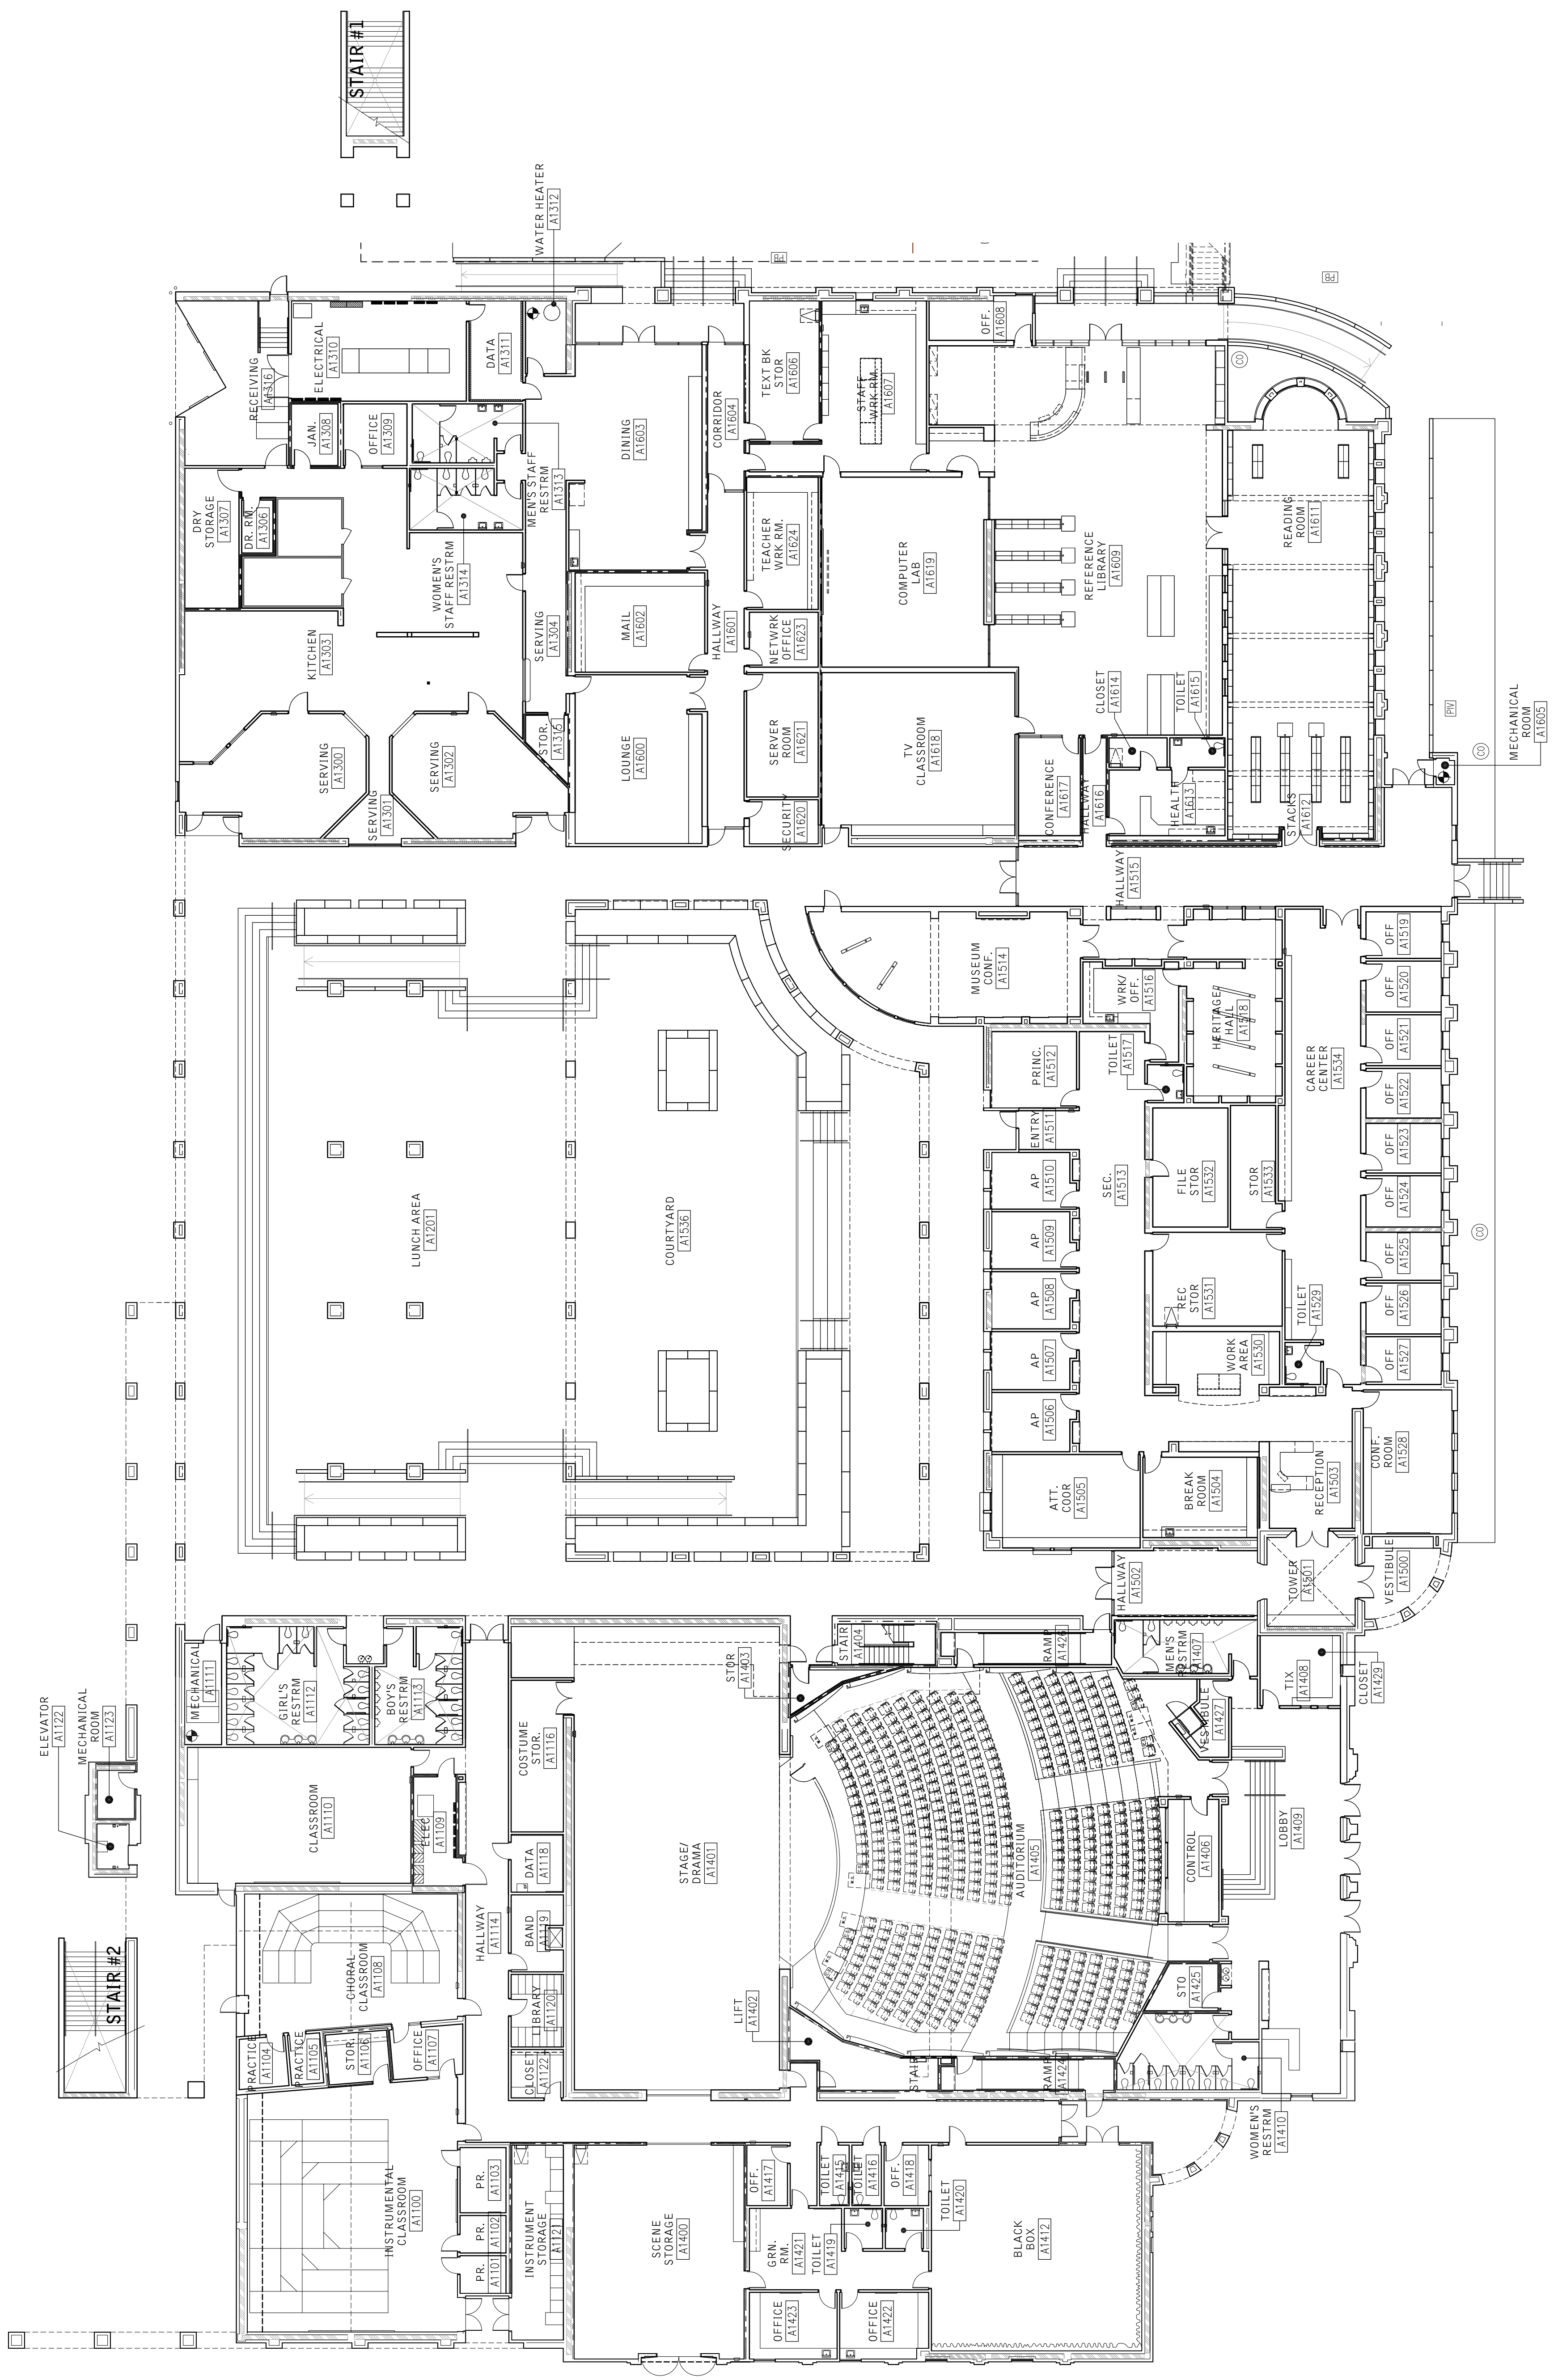 STAIR #1
WATER HEATER
A1312
PB
PB
RECEIVING
A1316
ELECTRICAL
A1310
DATA
A1311
JAN.
A1308
OFFICE
A1309
DRY
STORAGE
A1307
DR. RM.
A1306
MEN'S STAFF
RESTRM
A1313
WOMEN'S
STAFF RESTRM
A1314
KITCHEN
A1303
SERVING
A1304
SERVING
A1300
SERVING
A1301
SERVING
A1302
STOR.
A1315
DINING
A1603
CORRIDOR
A1604
TEXT BK
STOR
A1606
STAFF
WRK RM.
A1607
OFF.
A1608
MAIL
A1602
HALLWAY
A1601
TEACHER
WRK RM.
A1624
NETWRK
OFFICE
A1623
COMPUTER
LAB
A1619
REFERENCE
LIBRARY
A1609
READING
ROOM
A1611
LOUNGE
A1600
SERVER
ROOM
A1621
SECURITY
A1620
TV
CLASSROOM
A1618
CONFERENCE
A1617
HALLWAY
A1616
CLOSET
A1614
TOILET
A1615
HEALTH
A1613
STACKS
A1612
MECHANICAL
ROOM
A1605
PIV
CO
CO
CO
HALLWAY
A1515
MUSEUM
CONF.
A1514
WRK/
OFF.
A1516
HERITAGE
HALL
A1518
TOILET
A1517
PRINC.
A1512
ENTRY
A1511
SEC.
A1513
AP
A1510
AP
A1509
AP
A1508
AP
A1507
AP
A1506
FILE
STOR
A1532
STOR
A1533
REC
STOR
A1531
WORK
AREA
A1530
TOILET
A1529
CAREER
CENTER
A1534
OFF
A1519
OFF
A1520
OFF
A1521
OFF
A1522
OFF
A1523
OFF
A1524
OFF
A1525
OFF
A1526
OFF
A1527
CONF.
ROOM
A1528
ATT.
COOR
A1505
BREAK
ROOM
A1504
RECEPTION
A1503
HALLWAY
A1502
TOWER
A1501
VESTIBULE
A1500
LUNCH AREA
A1201
COURTYARD
A1536
ELEVATOR
A1122
MECHANICAL
ROOM
A1123
STAIR #2
MECHANICAL
A1111
GIRL'S
RESTRM
A1112
BOY'S
RESTRM
A1113
CLASSROOM
A1110
ELEC
A1109
CHORAL
CLASSROOM
A1108
HALLWAY
A1114
COSTUME
STOR.
A1116
DATA
A1118
BAND
A1119
LIBRARY
A1120
CLOSET
A1122
PRACTICE
A1104
PRACTICE
A1105
STOR.
A1106
OFFICE
A1107
INSTRUMENTAL
CLASSROOM
A1100
PR.
A1103
PR.
A1102
PR.
A1101
INSTRUMENT
STORAGE
A1121
STAGE/
DRAMA
A1401
STOR
A1403
STAIR
A1404
RAMP
A1426
MEN'S
RSTRM
A1407
TIX
A1408
CLOSET
A1429
VESTIBULE
A1427
AUDITORIUM
A1405
CONTROL
A1406
LOBBY
A1409
LIFT
A1402
STAIR
RAMP
A1424
STO
A1425
WOMEN'S
RESTRM
A1410
SCENE
STORAGE
A1400
OFF.
A1417
TOILET
A1415
TOILET
A1416
OFF.
A1418
GRN.
RM.
A1421
TOILET
A1419
TOILET
A1420
OFFICE
A1423
OFFICE
A1422
BLACK
BOX
A1412